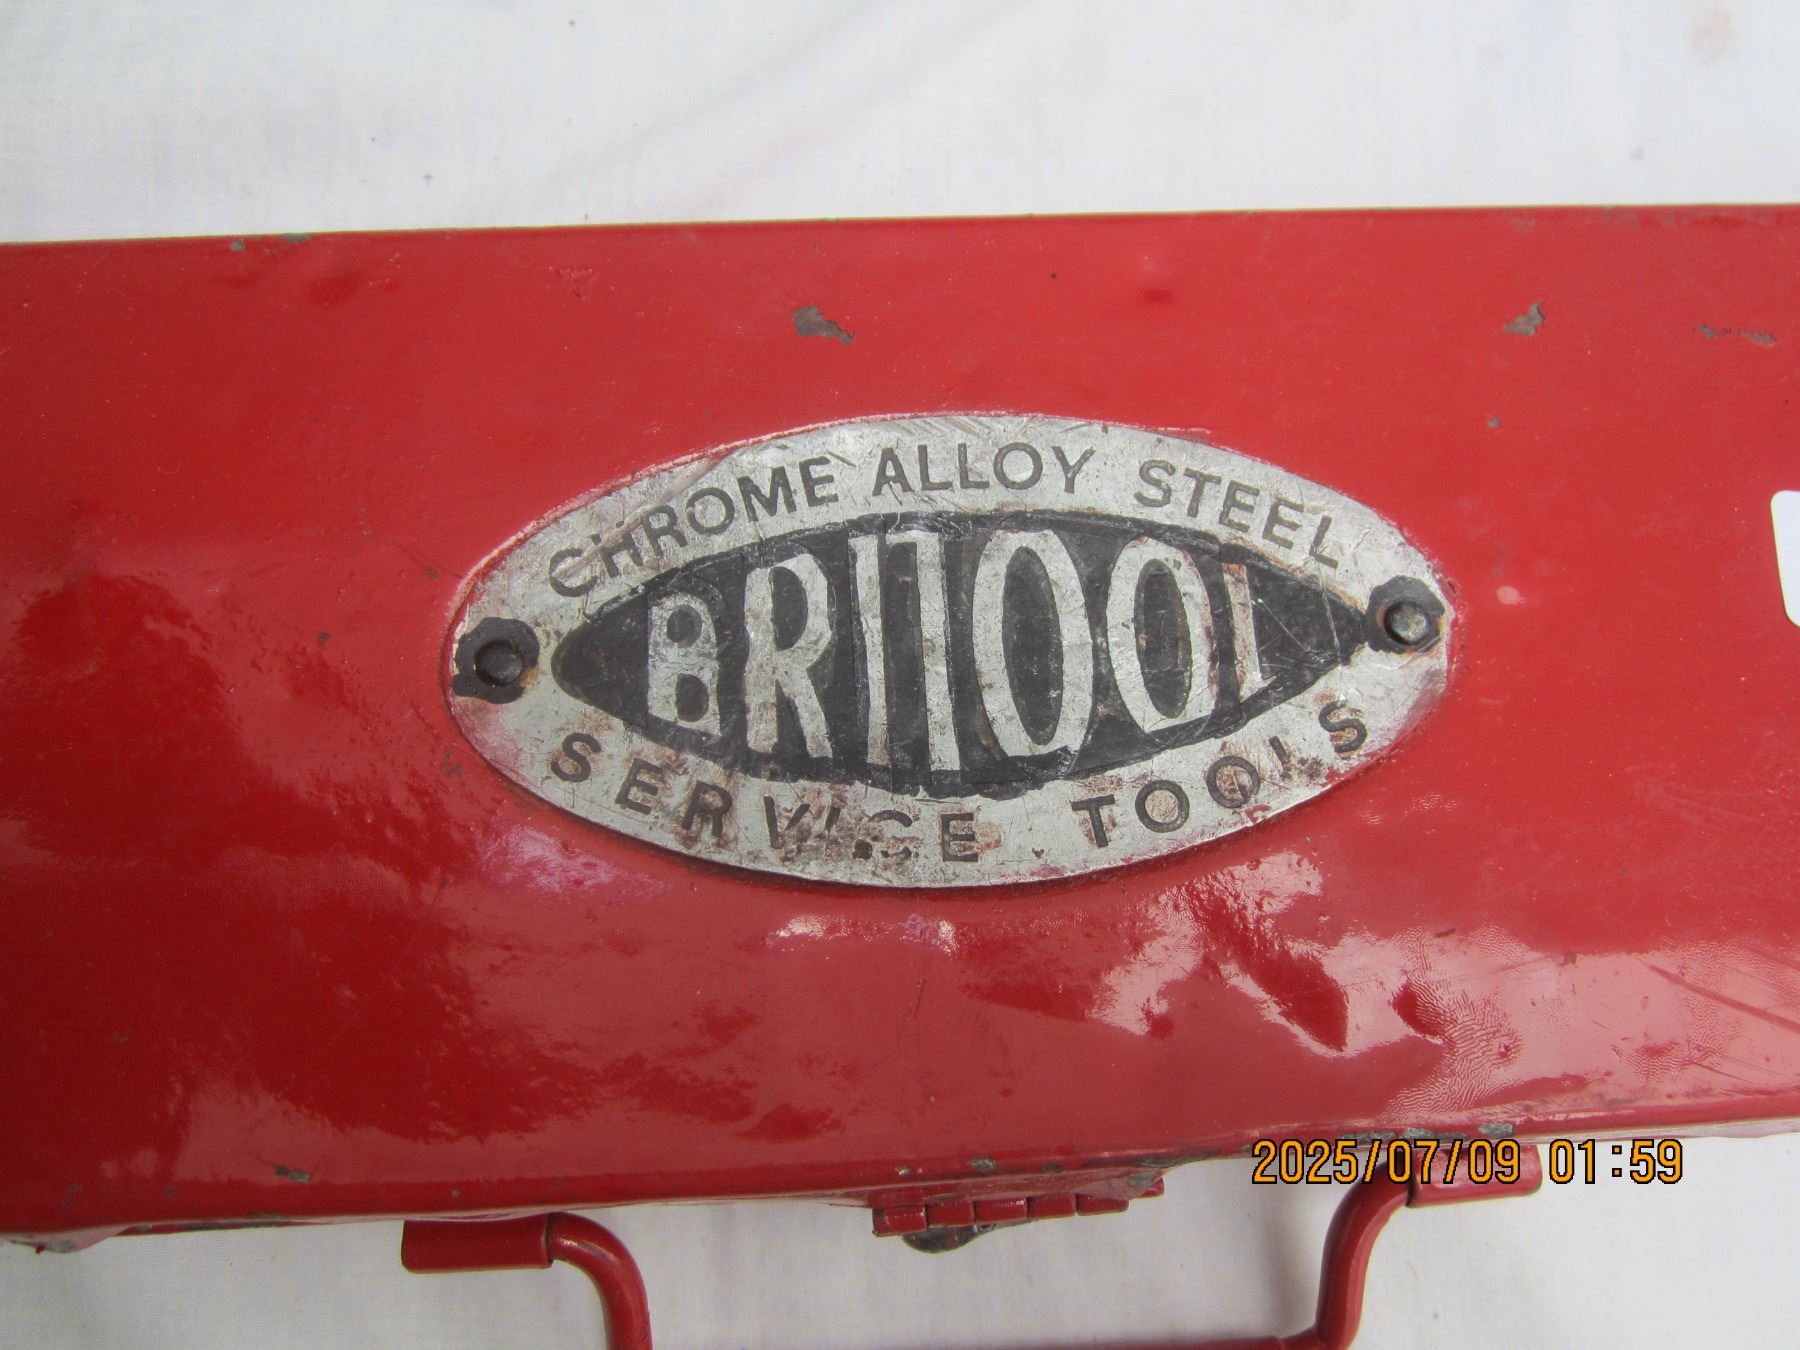 CHROME ALLOY STEEL
BRITOOL
SERVICE TOOLS
2025/07/09 01:59